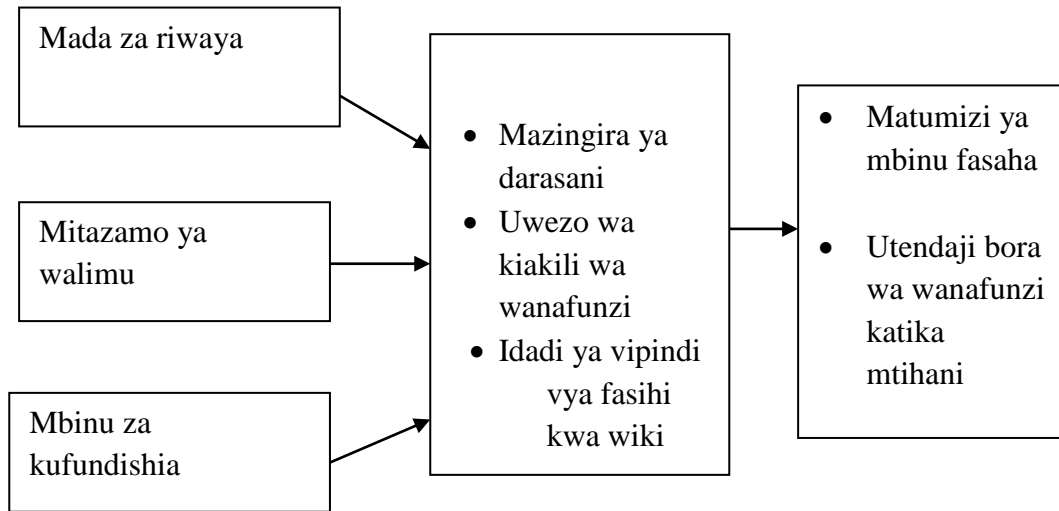 Mada za riwaya
Mitazamo ya
walimu
Mbinu za
kufundishia
• Mazingira ya
darasani
• Uwezo wa
kiakili wa
wanafunzi
• Idadi ya vipindi
vya fasihi
kwa wiki
• Matumizi ya
mbinu fasaha
• Utendaji bora
wa wanafunzi
katika
mtihani